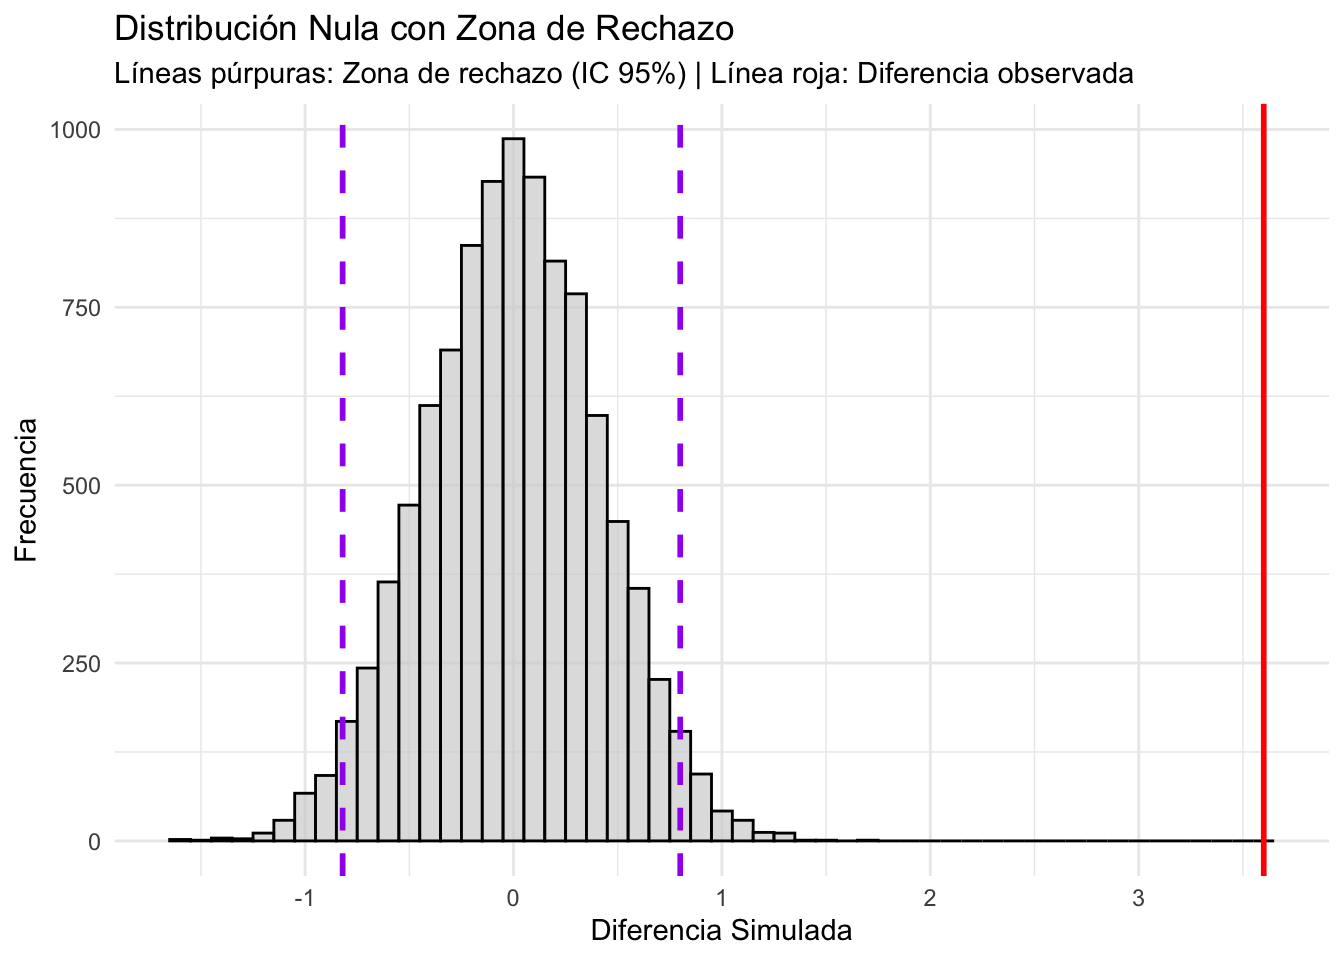 Distribución Nula con Zona de Rechazo
Líneas púrpuras: Zona de rechazo (IC 95%) | Línea roja: Diferencia observada
1000
750
500
250
0
Frecuencia
-1 0 1 2 3
Diferencia Simulada